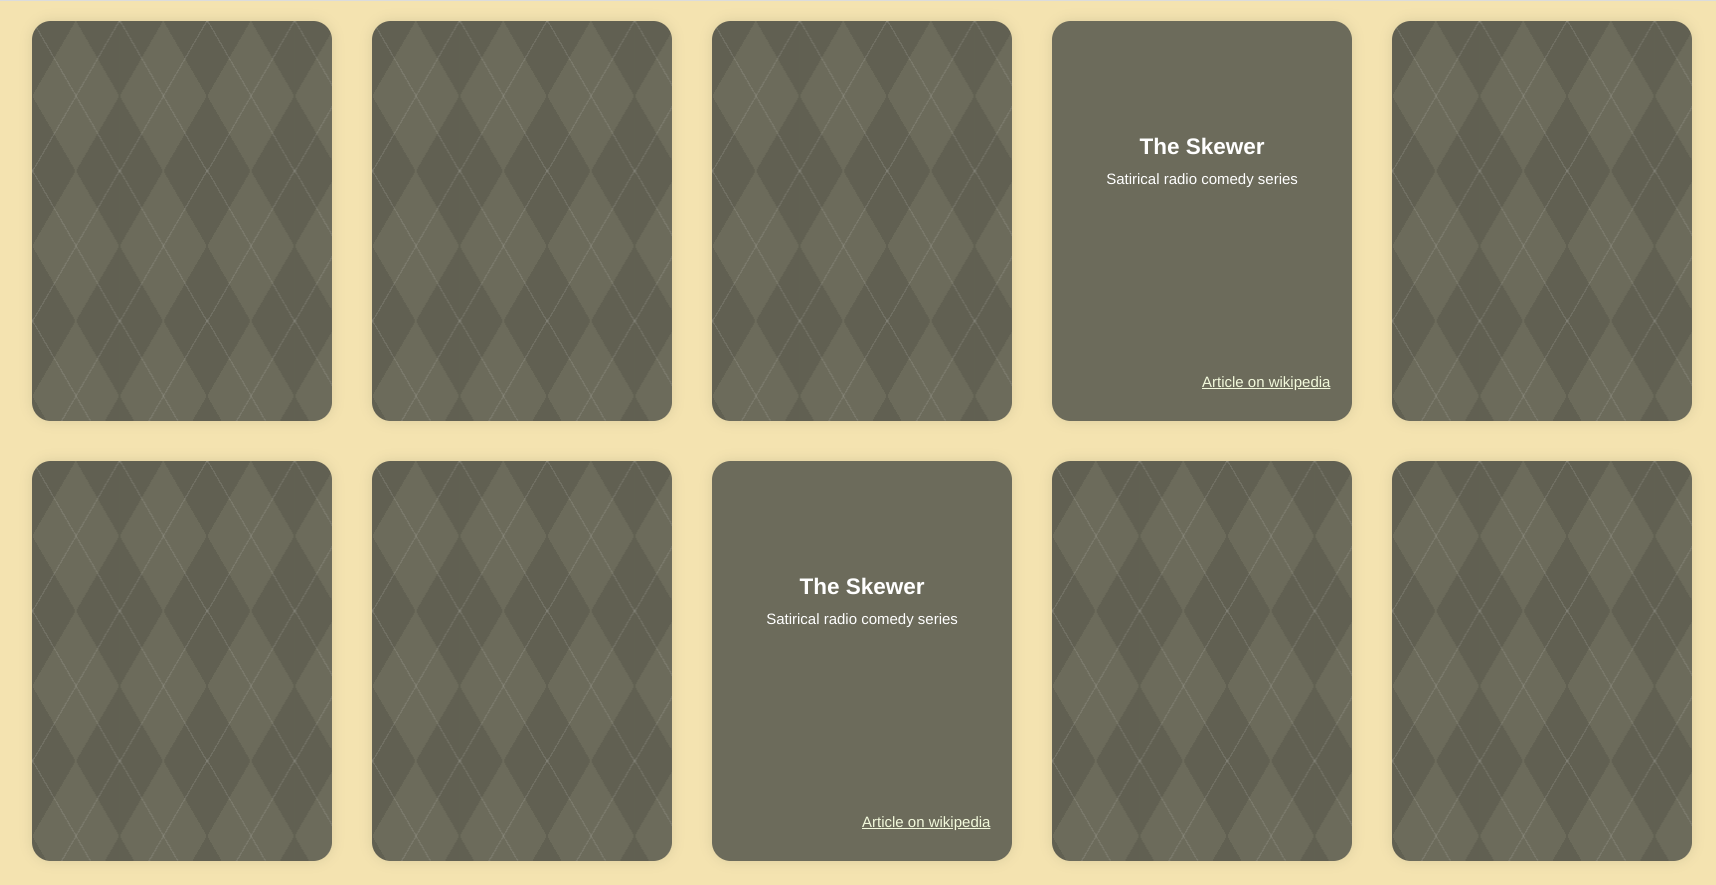 The Skewer
Satirical radio comedy series
Article on wikipedia
The Skewer
Satirical radio comedy series
Article on wikipedia